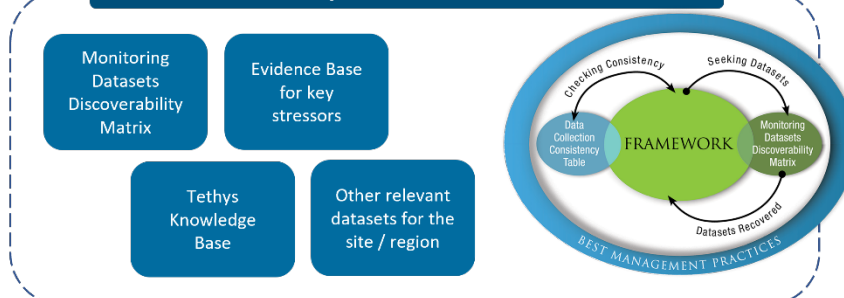 Monitoring
Datasets
Discoverability
Matrix
Evidence Base
for key
stressors
Tethys
Knowledge
Base
Other relevant
datasets for the
site / region
Checking Consistency
Seeking Datasets
Data
Collection
Consistency
Table
FRAMEWORK
Monitoring
Datasets
Discoverability
Matrix
Datasets Recovered
BEST MANAGEMENT PRACTICES